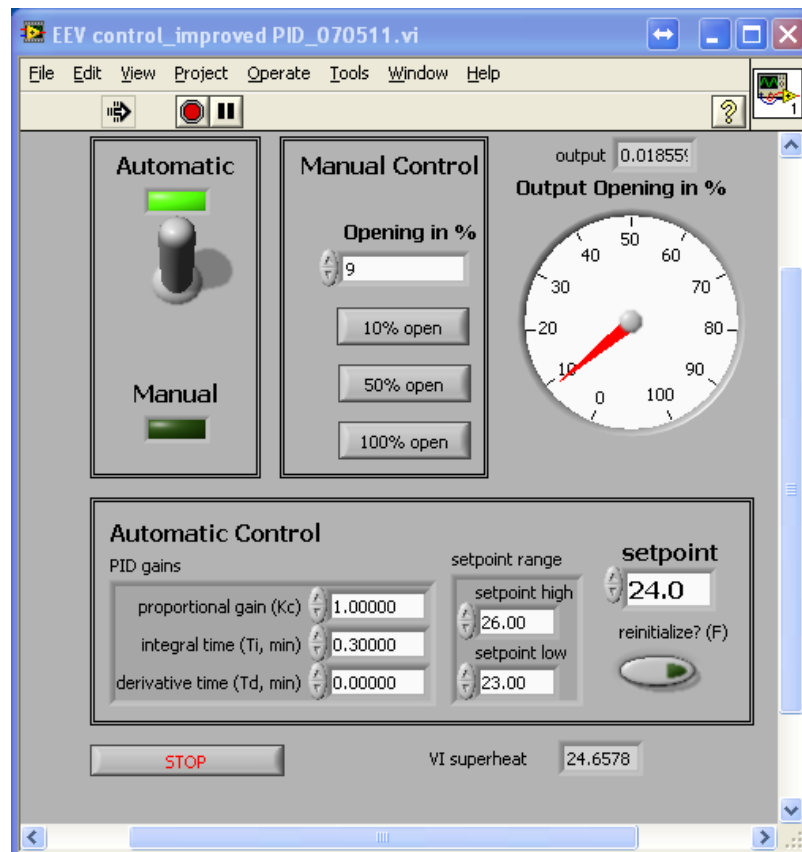 EEV control_improved PID_070511.vi
File Edit View Project Operate Tools Window Help
1
Automatic
Manual
Manual Control
Opening in %
9
10% open
50% open
100% open
output 0.018559
Output Opening in %
0
10
20
30
40
50
60
70
80
90
100
Automatic Control
PID gains
proportional gain (Kc) 1.00000
integral time (Ti, min) 0.30000
derivative time (Td, min) 0.00000
setpoint range
setpoint high
26.00
setpoint low
23.00
setpoint
24.0
reinitialize? (F)
STOP
VI superheat 24.6578